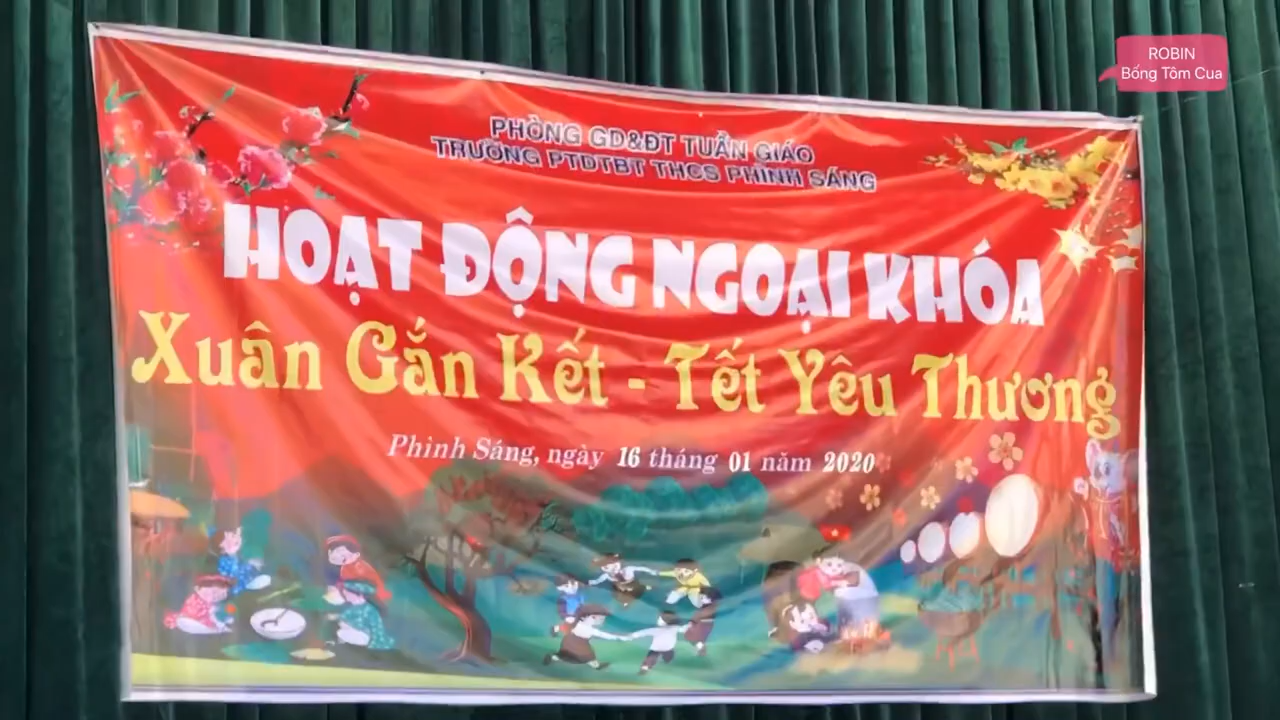 ROBIN
Bống Tôm Cua
PHÒNG GD&ĐT TUẦN GIÁO
TRƯỜNG PTDTBT THCS PHÌNH SÁNG
HOẠT ĐỘNG NGOẠI KHÓA
Xuân Gắn Kết - Tết Yêu Thương
Phình Sáng, ngày 16 tháng 01 năm 2020